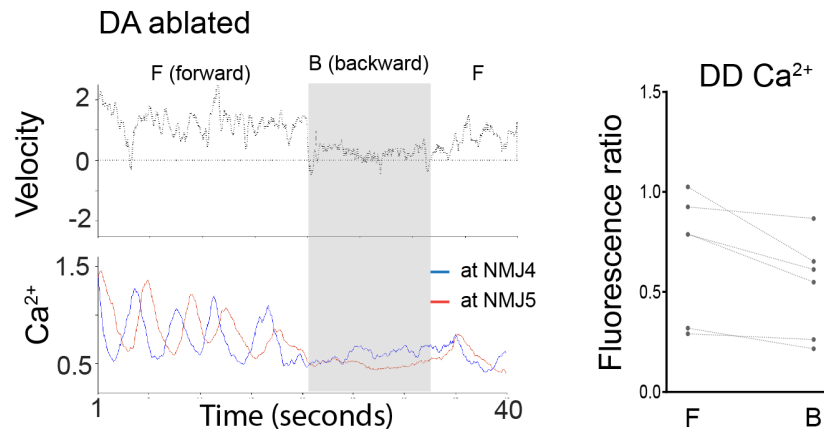 DA ablated
F (forward)
B (backward)
F
Velocity
2
0
-2
Ca²⁺
1.5
0.5
at NMJ4
at NMJ5
1
Time (seconds)
40
DD Ca²⁺
Fluorescence ratio
1.5
1.0
0.5
0.0
F
B